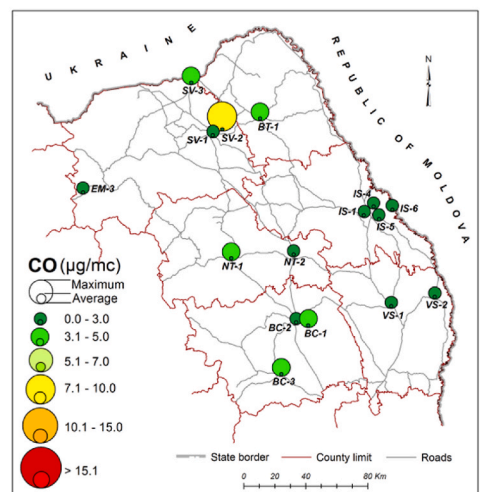 UKRAINE
REPUBLIC OF MOLDOVA
N
SV-3
SV-2
SV-1
BT-1
EM-3
IS-4
IS-1
IS-6
IS-5
NT-1
NT-2
VS-2
VS-1
BC-2
BC-1
BC-3
CO (µg/mc)
Maximum
Average
0.0 - 3.0
3.1 - 5.0
5.1 - 7.0
7.1 - 10.0
10.1 - 15.0
> 15.1
State border County limit Roads
0 10 20 40 60 80 Km